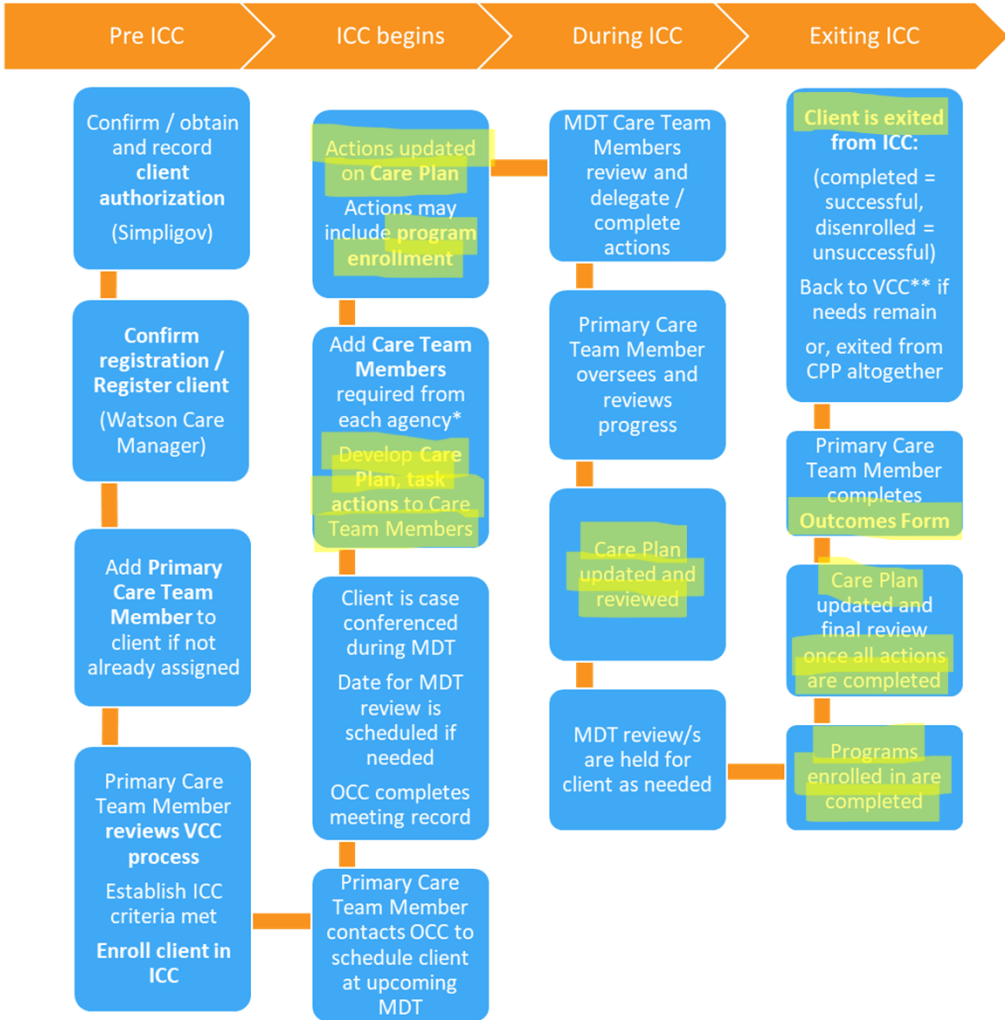 Pre ICC
ICC begins
During ICC
Exiting ICC
Confirm / obtain
and record
client
authorization
(Simpligov)
Confirm
registration /
Register client
(Watson Care
Manager)
Add Primary
Care Team
Member to
client if not
already assigned
Primary Care
Team Member
reviews VCC
process
Establish ICC
criteria met
Enroll client in
ICC
Actions updated
on Care Plan
Actions may
include program
enrollment
Add Care Team
Members
required from
each agency*
Develop Care
Plan, task
actions to Care
Team Members
Client is case
conferenced
during MDT
Date for MDT
review is
scheduled if
needed
OCC completes
meeting record
Primary Care
Team Member
contacts OCC to
schedule client
at upcoming
MDT
MDT Care Team
Members
review and
delegate /
complete
actions
Primary Care
Team Member
oversees and
reviews
progress
Care Plan
updated and
reviewed
MDT review/s
are held for
client as needed
Client is exited
from ICC:
(completed =
successful,
disenrolled =
unsuccessful)
Back to VCC** if
needs remain
or, exited from
CPP altogether
Primary Care
Team Member
completes
Outcomes Form
Care Plan
updated and
final review
once all actions
are completed
Programs
enrolled in are
completed